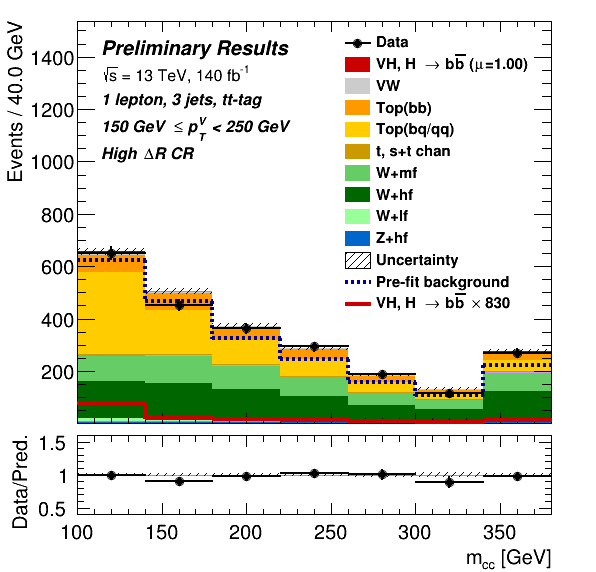 Events / 40.0 GeV
1400
1200
1000
800
600
400
200
Preliminary Results
√s = 13 TeV, 140 fb⁻¹
1 lepton, 3 jets, tt-tag
150 GeV ≤ p_T^V < 250 GeV
High ΔR CR
Data
VH, H → bb̅ (μ=1.00)
VW
Top(bb)
Top(bq/qq)
t, s+t chan
W+mf
W+hf
W+lf
Z+hf
Uncertainty
Pre-fit background
VH, H → bb̅ × 830
Data/Pred.
1.5
1
0.5
100 150 200 250 300 350
m_cc [GeV]